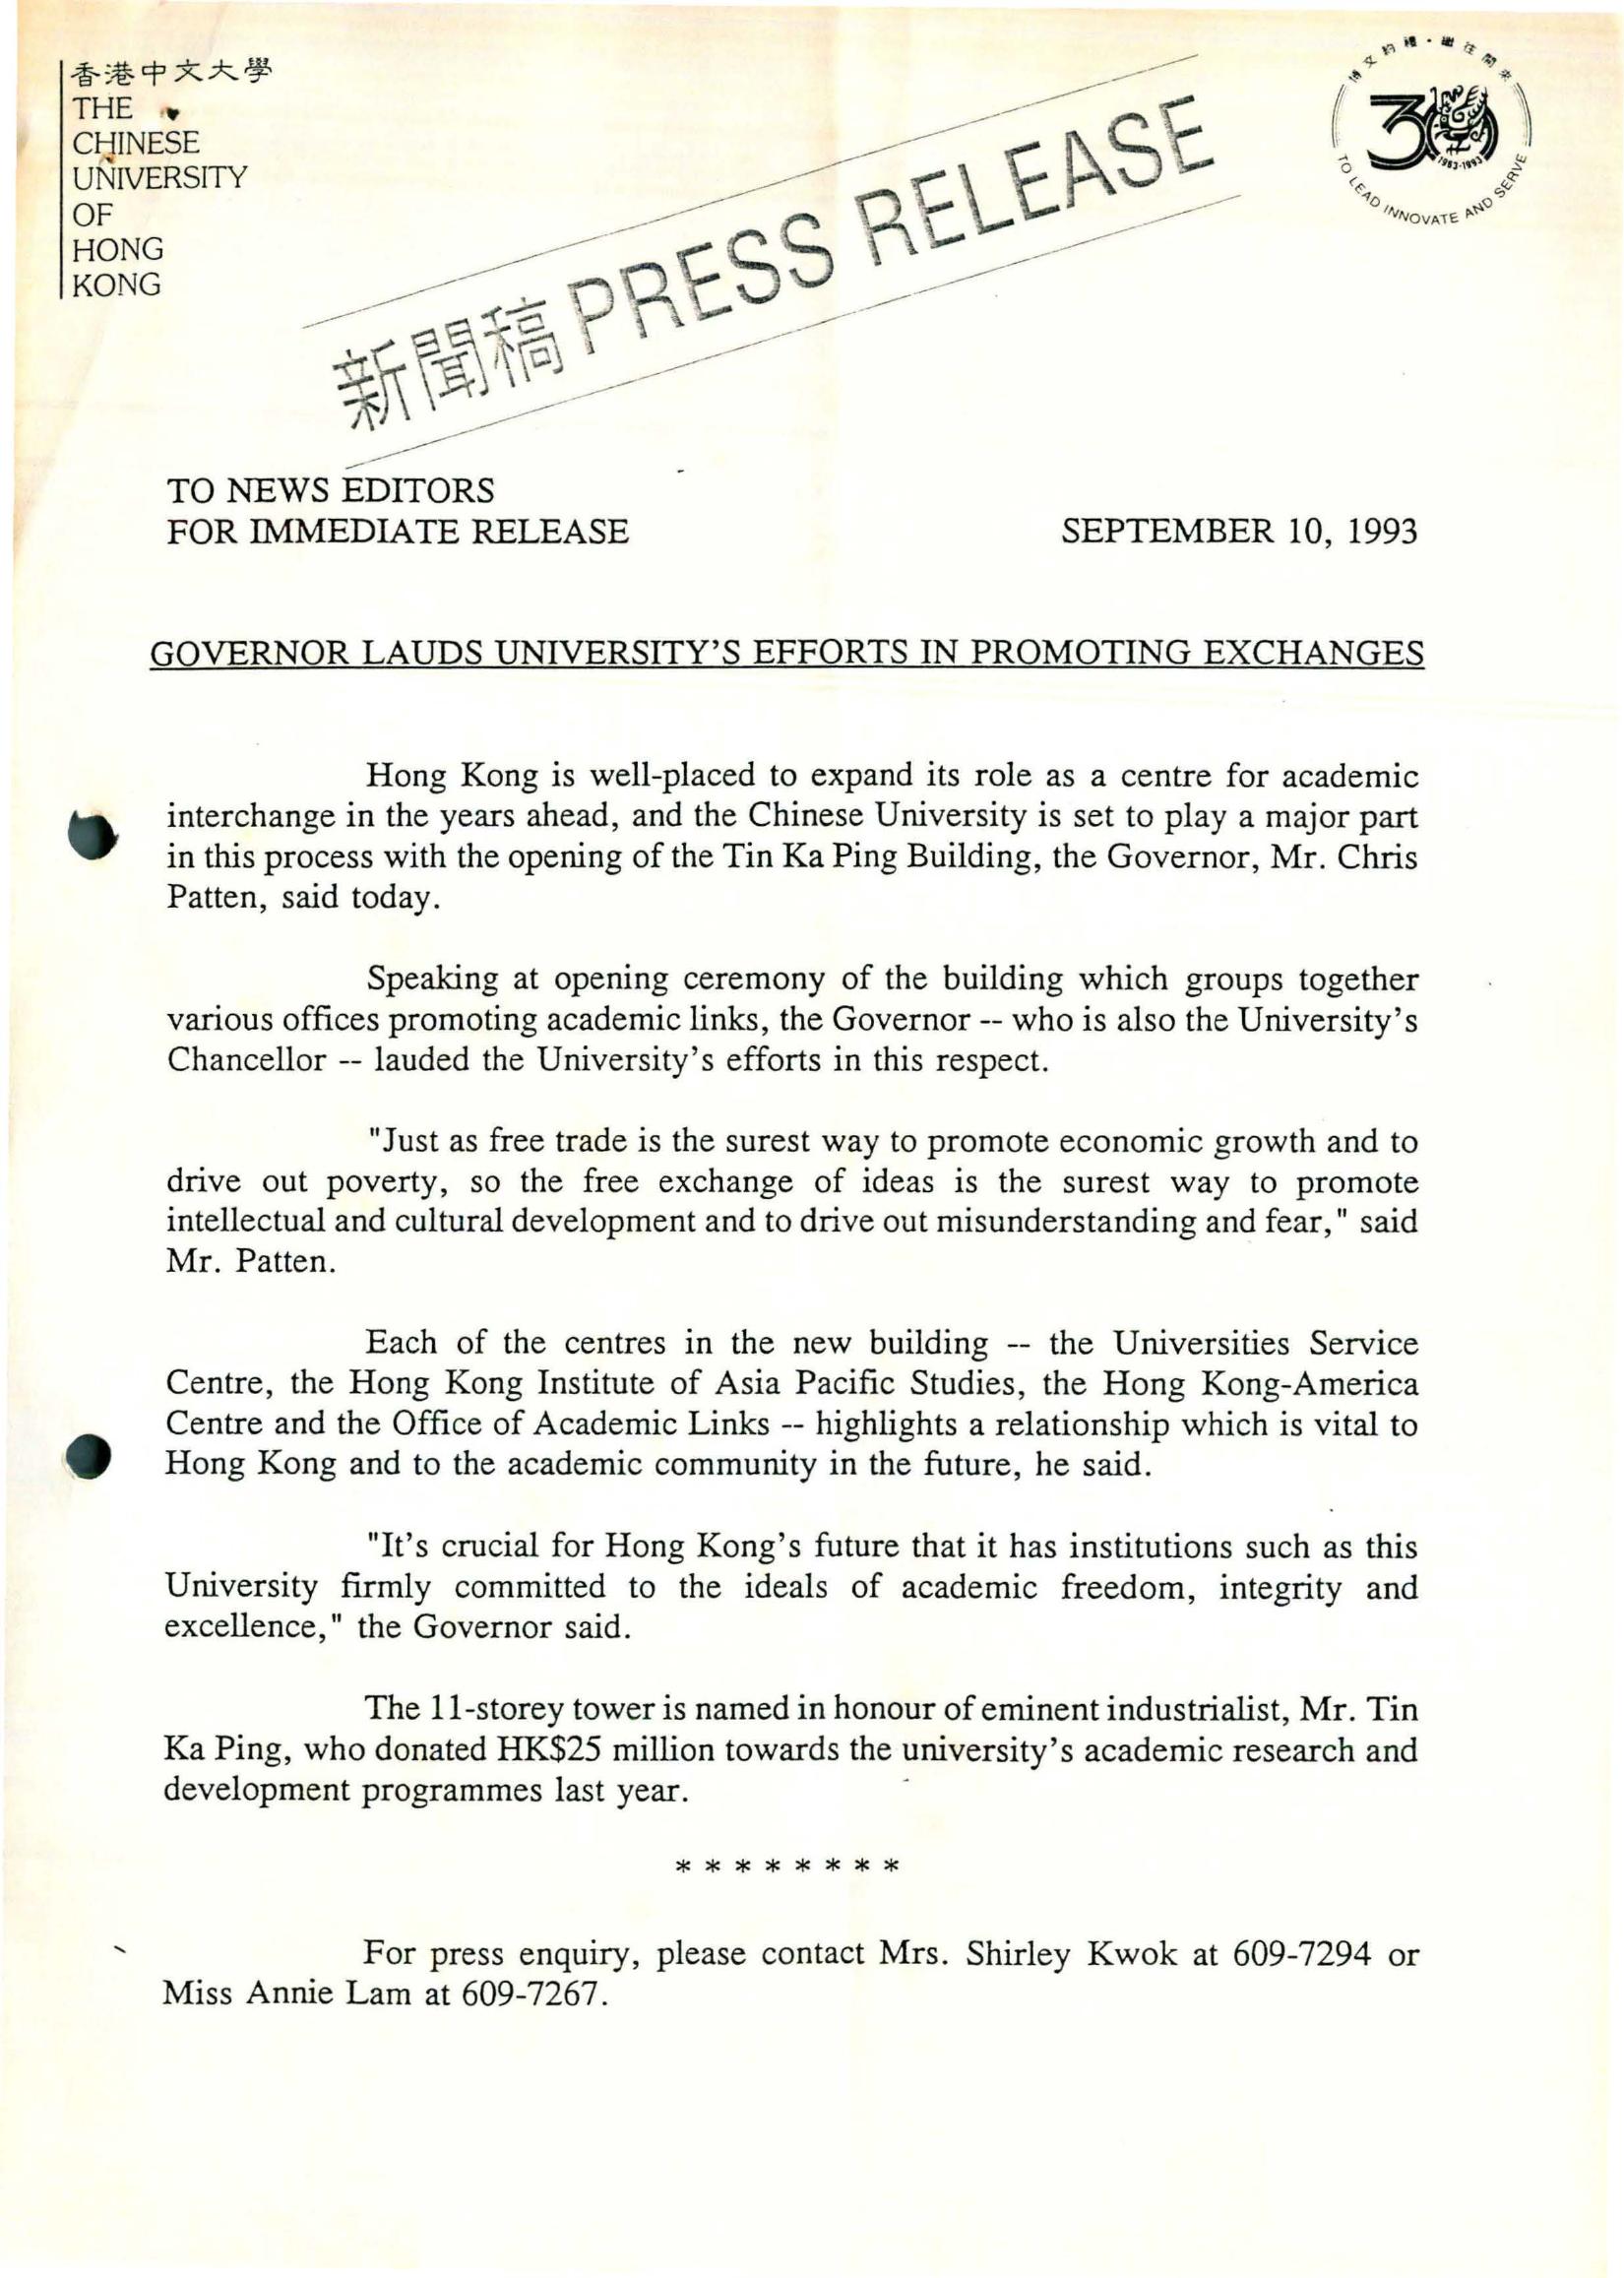 香港中文大學
THE
CHINESE
UNIVERSITY
OF
HONG
KONG
博文約禮·繼往開來
30
1963-1993
TO LEAD INNOVATE AND SERVE
新聞稿 PRESS RELEASE
TO NEWS EDITORS
FOR IMMEDIATE RELEASE SEPTEMBER 10, 1993
GOVERNOR LAUDS UNIVERSITY'S EFFORTS IN PROMOTING EXCHANGES
Hong Kong is well-placed to expand its role as a centre for academic
interchange in the years ahead, and the Chinese University is set to play a major part
in this process with the opening of the Tin Ka Ping Building, the Governor, Mr. Chris
Patten, said today.
Speaking at opening ceremony of the building which groups together
various offices promoting academic links, the Governor -- who is also the University's
Chancellor -- lauded the University's efforts in this respect.
"Just as free trade is the surest way to promote economic growth and to
drive out poverty, so the free exchange of ideas is the surest way to promote
intellectual and cultural development and to drive out misunderstanding and fear," said
Mr. Patten.
Each of the centres in the new building -- the Universities Service
Centre, the Hong Kong Institute of Asia Pacific Studies, the Hong Kong-America
Centre and the Office of Academic Links -- highlights a relationship which is vital to
Hong Kong and to the academic community in the future, he said.
"It's crucial for Hong Kong's future that it has institutions such as this
University firmly committed to the ideals of academic freedom, integrity and
excellence," the Governor said.
The 11-storey tower is named in honour of eminent industrialist, Mr. Tin
Ka Ping, who donated HK$25 million towards the university's academic research and
development programmes last year.
* * * * * * * *
For press enquiry, please contact Mrs. Shirley Kwok at 609-7294 or
Miss Annie Lam at 609-7267.